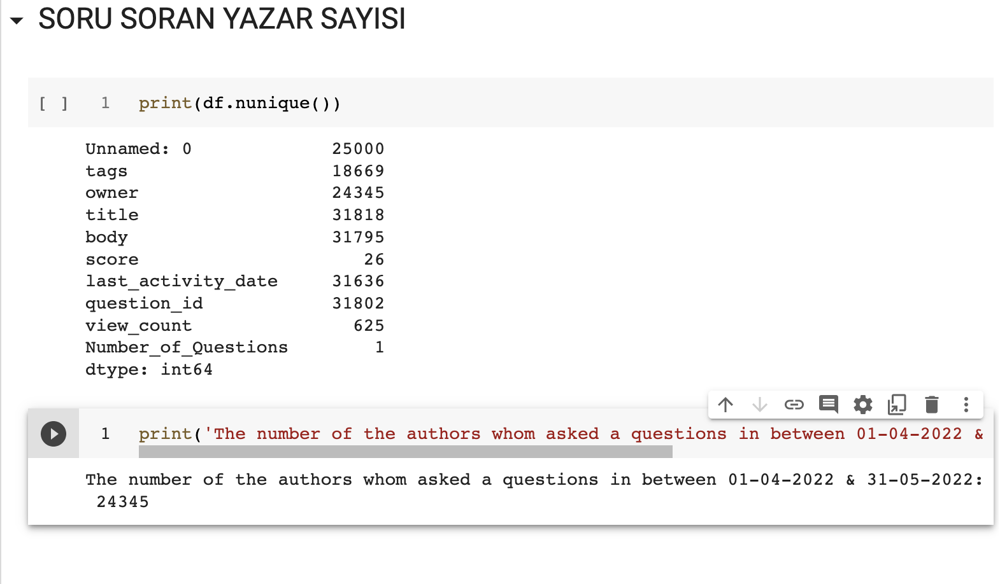 SORU SORAN YAZAR SAYISI
[ ] 1 print(df.nunique())
Unnamed: 0 25000
tags 18669
owner 24345
title 31818
body 31795
score 26
last_activity_date 31636
question_id 31802
view_count 625
Number_of_Questions 1
dtype: int64
1 print('The number of the authors whom asked a questions in between 01-04-2022 &
The number of the authors whom asked a questions in between 01-04-2022 & 31-05-2022:
24345